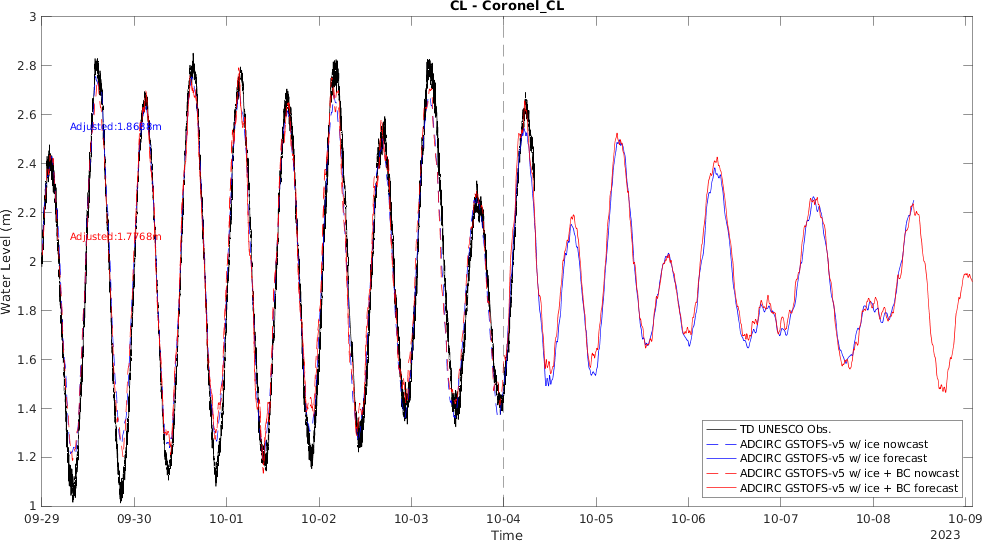 CL - Coronel_CL
3
2.8
2.6
2.4
2.2
2
1.8
1.6
1.4
1.2
1
Water Level (m)
Adjusted:1.8688m
Adjusted:1.7768m
TD UNESCO Obs.
ADCIRC GSTOFS-v5 w/ ice nowcast
ADCIRC GSTOFS-v5 w/ ice forecast
ADCIRC GSTOFS-v5 w/ ice + BC nowcast
ADCIRC GSTOFS-v5 w/ ice + BC forecast
09-29 09-30 10-01 10-02 10-03 10-04 10-05 10-06 10-07 10-08 10-09
Time
2023